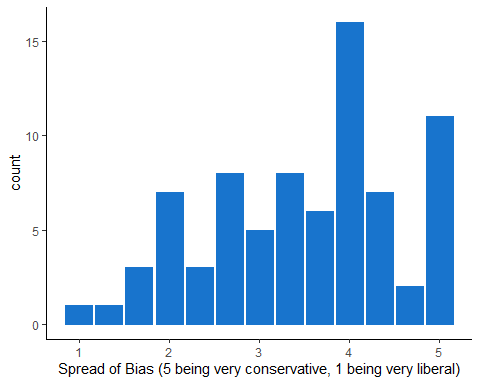 15
10
5
0
count
1 2 3 4 5
Spread of Bias (5 being very conservative, 1 being very liberal)